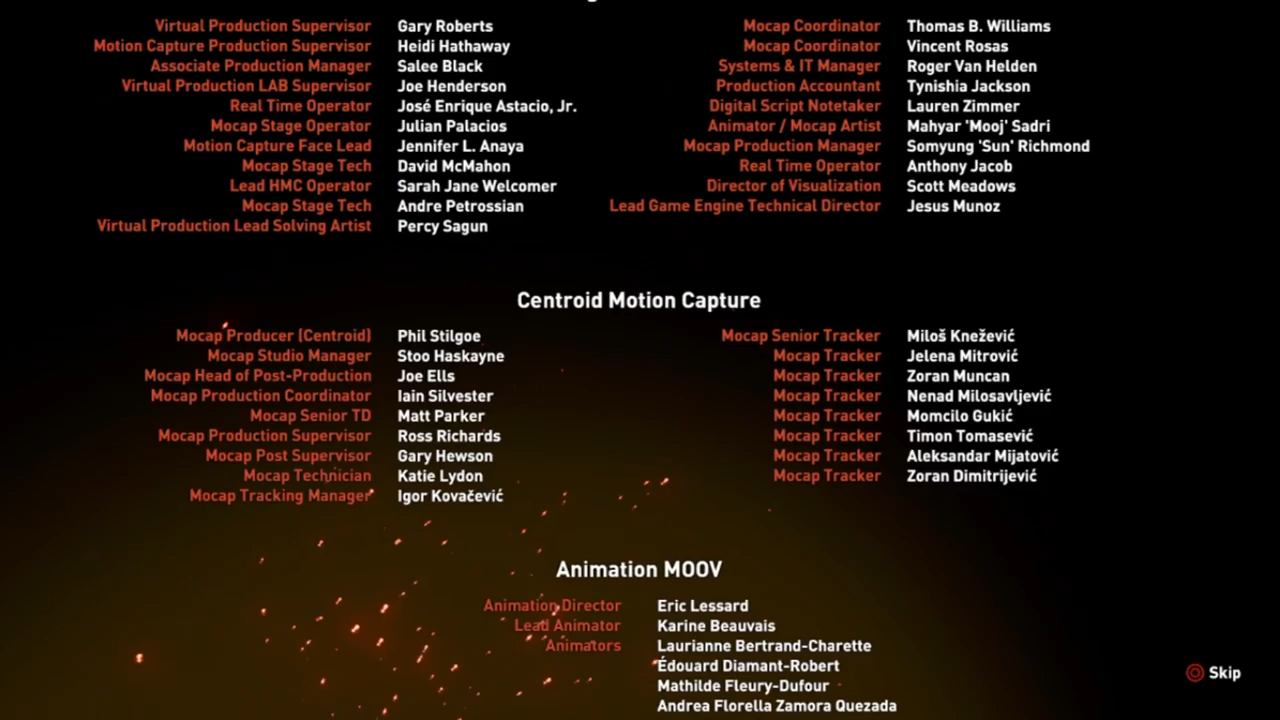 Virtual Production Supervisor Gary Roberts
Motion Capture Production Supervisor Heidi Hathaway
Associate Production Manager Salee Black
Virtual Production LAB Supervisor Joe Henderson
Real Time Operator José Enrique Astacio, Jr.
Mocap Stage Operator Julian Palacios
Motion Capture Face Lead Jennifer L. Anaya
Mocap Stage Tech David McMahon
Lead HMC Operator Sarah Jane Welcomer
Mocap Stage Tech Andre Petrossian
Virtual Production Lead Solving Artist Percy Sagun
Mocap Coordinator Thomas B. Williams
Mocap Coordinator Vincent Rosas
Systems & IT Manager Roger Van Helden
Production Accountant Tynishia Jackson
Digital Script Notetaker Lauren Zimmer
Animator / Mocap Artist Mahyar 'Mooj' Sadri
Mocap Production Manager Somyung 'Sun' Richmond
Real Time Operator Anthony Jacob
Director of Visualization Scott Meadows
Lead Game Engine Technical Director Jesus Munoz
Centroid Motion Capture
Mocap Producer (Centroid) Phil Stilgoe
Mocap Studio Manager Stoo Haskayne
Mocap Head of Post-Production Joe Ells
Mocap Production Coordinator Iain Silvester
Mocap Senior TD Matt Parker
Mocap Production Supervisor Ross Richards
Mocap Post Supervisor Gary Hewson
Mocap Technician Katie Lydon
Mocap Tracking Manager Igor Kovačević
Mocap Senior Tracker Miloš Knežević
Mocap Tracker Jelena Mitrović
Mocap Tracker Zoran Muncan
Mocap Tracker Nenad Milosavljević
Mocap Tracker Momcilo Gukić
Mocap Tracker Timon Tomasević
Mocap Tracker Aleksandar Mijatović
Mocap Tracker Zoran Dimitrijević
Animation MOOV
Animation Director Eric Lessard
Lead Animator Karine Beauvais
Animators Laurianne Bertrand-Charette
Édouard Diamant-Robert
Mathilde Fleury-Dufour
Andrea Florella Zamora Quezada
Skip